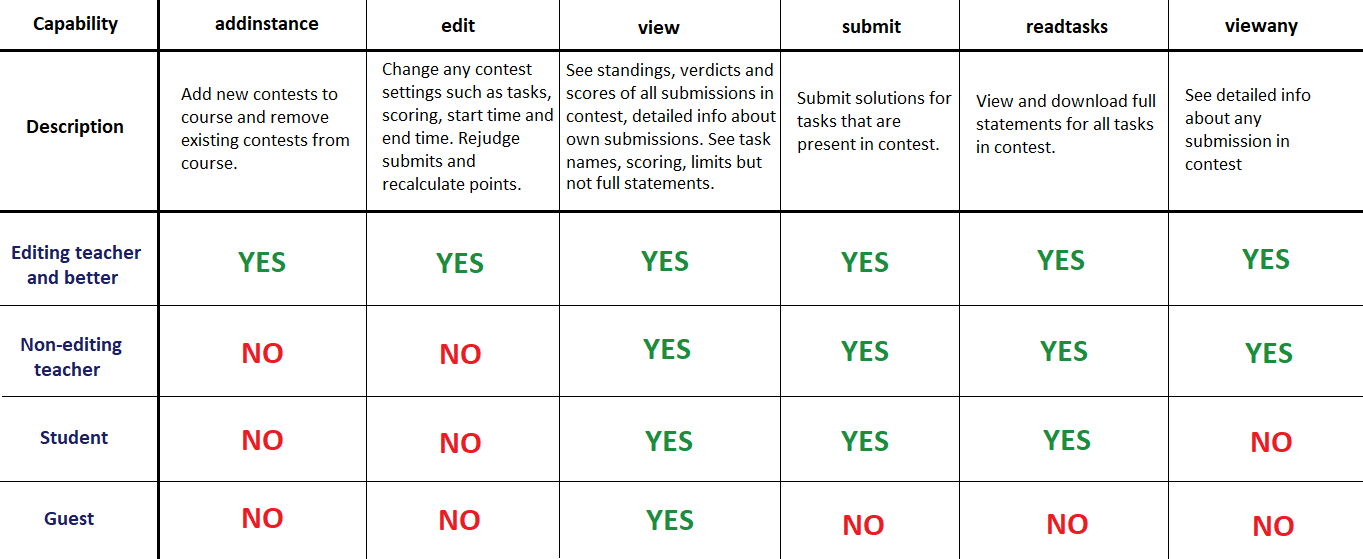 Capability addinstance edit view submit readtasks viewany
Description
Add new contests to
course and remove
existing contests from
course.
Change any contest
settings such as tasks,
scoring, start time and
end time. Rejudge
submits and
recalculate points.
See standings, verdicts and
scores of all submissions in
contest, detailed info about
own submissions. See task
names, scoring, limits but
not full statements.
Submit solutions for
tasks that are
present in contest.
View and download full
statements for all tasks
in contest.
See detailed info
about any
submission in
contest
Editing teacher
and better
YES YES YES YES YES YES
Non-editing
teacher
NO NO YES YES YES YES
Student NO NO YES YES YES NO
Guest NO NO YES NO NO NO